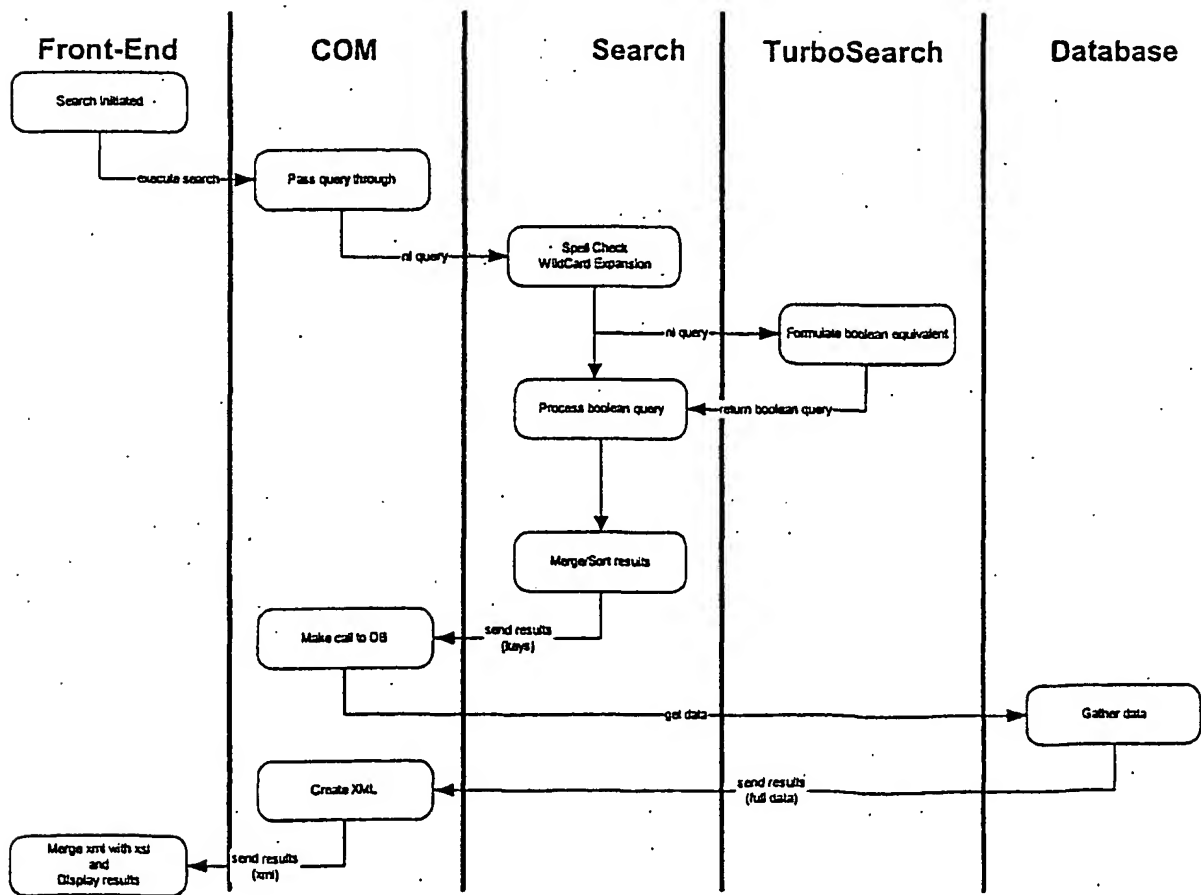 Front-End
COM
Search
TurboSearch
Database
Search Initiated
execute search
Pass query through
nl query
Spell Check
WildCard Expansion
nl query
Formulate boolean equivalent
Process boolean query
return boolean query
Merge/Sort results
Make call to DB
send results
(keys)
get data
Gather data
Create XML
send results
(full data)
Merge xml with xsl
and
Display results
send results
(xml)